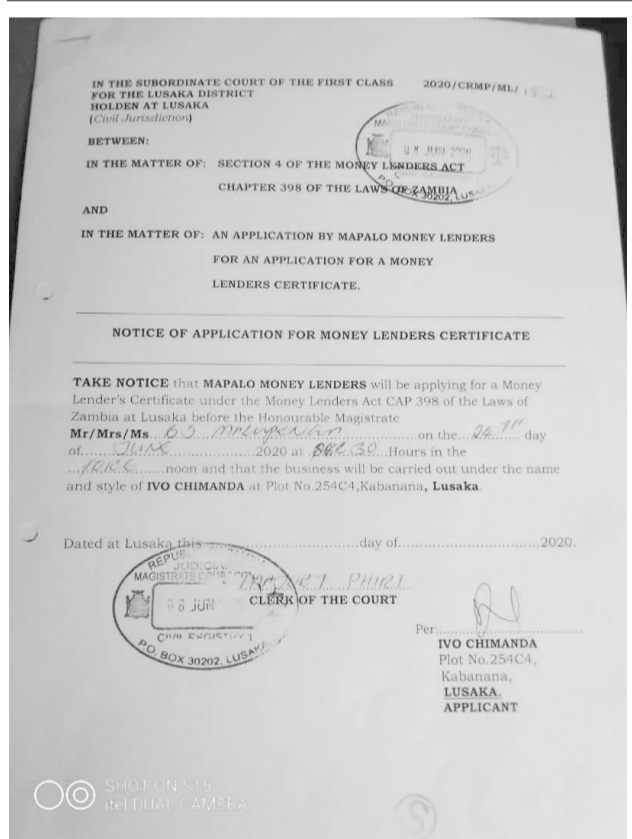 IN THE SUBORDINATE COURT OF THE FIRST CLASS 2020/CRMP/ML/
FOR THE LUSAKA DISTRICT
HOLDEN AT LUSAKA
(Civil Jurisdiction)
BETWEEN:
IN THE MATTER OF: SECTION 4 OF THE MONEY LENDERS ACT
CHAPTER 398 OF THE LAWS OF ZAMBIA
P.O. BOX 30202, LUS
AND
IN THE MATTER OF: AN APPLICATION BY MAPALO MONEY LENDERS
FOR AN APPLICATION FOR A MONEY
LENDERS CERTIFICATE.
NOTICE OF APPLICATION FOR MONEY LENDERS CERTIFICATE
TAKE NOTICE that MAPALO MONEY LENDERS will be applying for a Money
Lender's Certificate under the Money Lenders Act CAP 398 of the Laws of
Zambia at Lusaka before the Honourable Magistrate
Mr/Mrs/Ms on the 24TH day
of JUNE 2020 at 30 Hours in the
FORE noon and that the business will be carried out under the name
and style of IVO CHIMANDA at Plot No.254C4,Kabanana, Lusaka.
Dated at Lusaka this day of 2020.
REPUB
JUDICI
MAGISTRATE
JUN
PHIRI
CLERK OF THE COURT
P.O. BOX 30202, LUSAKA
Per:
IVO CHIMANDA
Plot No.254C4,
Kabanana,
LUSAKA.
APPLICANT
SHOT ON S15
itel DUAL CAMERA